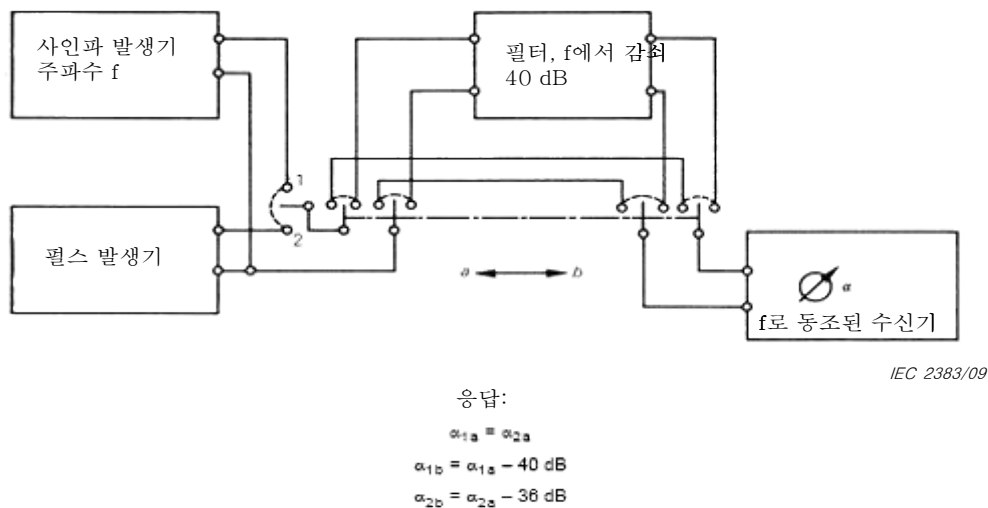 사인파 발생기
주파수 f
필터, f에서 감쇠
40 dB
1
2
펄스 발생기
a b
α
f로 동조된 수신기
IEC 2383/09
응답:
α1a = α2a
α1b = α1a – 40 dB
α2b = α2a – 36 dB